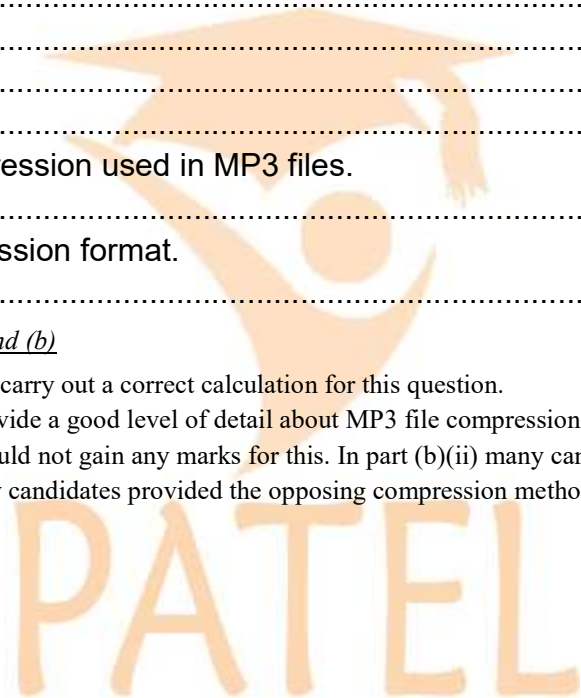 ession used in MP3 files.
ssion format.
nd (b)
carry out a correct calculation for this question.
vide a good level of detail about MP3 file compression
uld not gain any marks for this. In part (b)(ii) many can
y candidates provided the opposing compression metho
PATEL